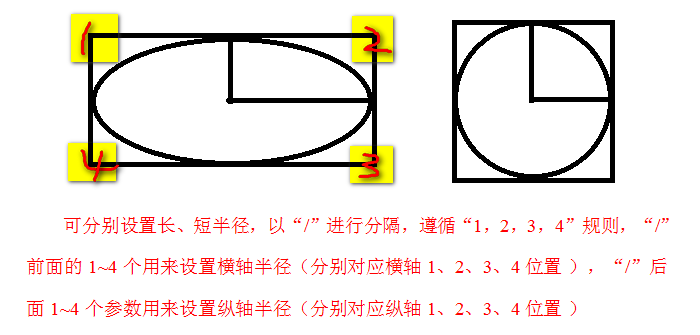 1 2
4 3
可分别设置长、短半径，以“/”进行分隔，遵循“1，2，3，4”规则，“/”
前面的 1~4 个用来设置横轴半径（分别对应横轴 1、2、3、4 位置 ），“/”后
面 1~4 个参数用来设置纵轴半径（分别对应纵轴 1、2、3、4 位置 ）